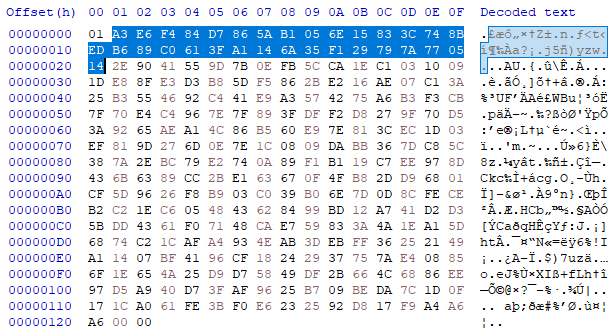 Offset(h) 00 01 02 03 04 05 06 07 08 09 0A 0B 0C 0D 0E 0F Decoded text
00000000 01 A3 E6 F4 84 D7 86 5A B1 05 6E 15 83 3C 74 8B .£æô„×†Z±.n.ƒ<t‹
00000010 ED B6 89 C0 61 3F A1 14 6A 35 F1 29 79 7A 77 05 í¶‰Àa?¡.j5ñ)yzw.
00000020 14 2E 90 41 55 9D 7B 0E FB 5C CA 1E C1 03 10 09 ...AU.{.û\Ê.Á...
00000030 1D E8 8F E3 D3 B8 5D F5 86 2B E2 16 AE 07 C1 3A .è.ãÓ¸]õ†+â.®.Á:
00000040 25 B3 55 46 92 C4 41 E9 A3 57 42 75 A6 B3 F3 CB %³UF’ÄAé£WBu¦³óË
00000050 7F 70 E4 C4 96 7E 7F 89 3F DF F2 D8 27 9F 70 D5 .päÄ–~.‰?ßòØ'ŸpÕ
00000060 3A 92 65 AE A1 4C 86 B5 60 E9 7E 81 3C EC 1D 03 :’e®¡L†µ`é~.<ì..
00000070 EF 81 9D 27 6D 0E 7E 1C 08 09 DA BB 36 7D C8 5C ï..'m.~...Ú»6}È\
00000080 38 7A 2E BC 79 E2 74 0A 89 F1 B1 19 C7 EE 97 8D 8z.¼yât.‰ñ±.Çî—.
00000090 43 6B 63 89 CC 2B E1 63 67 0F 4F B8 2D D9 68 01 Ckc‰Ì+ácg.O¸-Ùh.
000000A0 CF 5D 96 26 F8 B9 03 C0 39 B0 6E 7D 0D 8C FE CE Ï]–&ø¹.À9°n}.ŒþÎ
000000B0 B2 C2 1E C6 05 48 43 62 84 99 BD 12 A7 41 D2 D3 ²Â.Æ.HCb„™½.§AÒÓ
000000C0 5B DD 43 61 F0 71 48 CA E7 59 83 3A 4A 1E A1 5D [ÝCaðqHÊçYƒ:J.¡]
000000D0 68 74 C2 1C AF A4 93 4E AB 3D EB FF 36 25 21 49 htÂ.¯¤“N«=ëÿ6%!I
000000E0 A1 14 07 BF 41 96 CF 18 24 29 37 75 7A E4 08 85 ¡..¿A–Ï.$)7uzä.…
000000F0 6F 1E 65 4A 25 D9 D7 58 49 DF 2B 66 4C 68 86 EE o.eJ%Ù×XIß+fLh†î
00000100 97 D5 A9 40 D7 3F AF 96 25 B7 09 BE DA 7C 1D 0F —Õ©@×?¯–%·.¾Ú|..
00000110 17 1C A0 61 FE 3B F0 E6 23 25 92 D8 17 F9 A4 A6 .. aþ;ðæ#%’Ø.ù¤¦
00000120 A6 00 00 ¦..